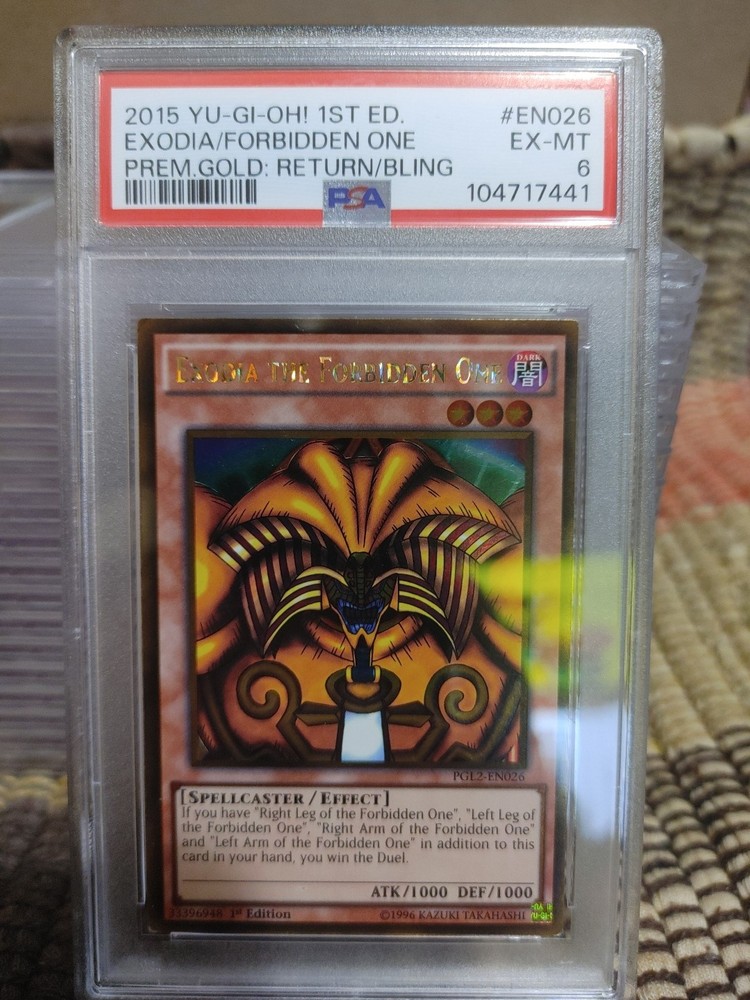 2015 YU-GI-OH! 1ST ED. #EN026
EXODIA/FORBIDDEN ONE EX-MT
PREM.GOLD: RETURN/BLING 6
PSA 104717441
EXODIA THE FORBIDDEN ONE
DARK
闇
PGL2-EN026
[SPELLCASTER / EFFECT]
If you have "Right Leg of the Forbidden One", "Left Leg of
the Forbidden One", "Right Arm of the Forbidden One"
and "Left Arm of the Forbidden One" in addition to this
card in your hand, you win the Duel.
ATK/1000 DEF/1000
33396948 1st Edition ©1996 KAZUKI TAKAHASHI